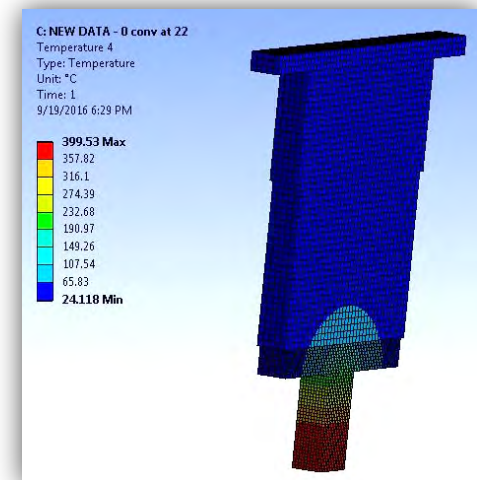 C: NEW DATA - 0 conv at 22
Temperature 4
Type: Temperature
Unit: °C
Time: 1
9/19/2016 6:29 PM
399.53 Max
357.82
316.1
274.39
232.68
190.97
149.26
107.54
65.83
24.118 Min